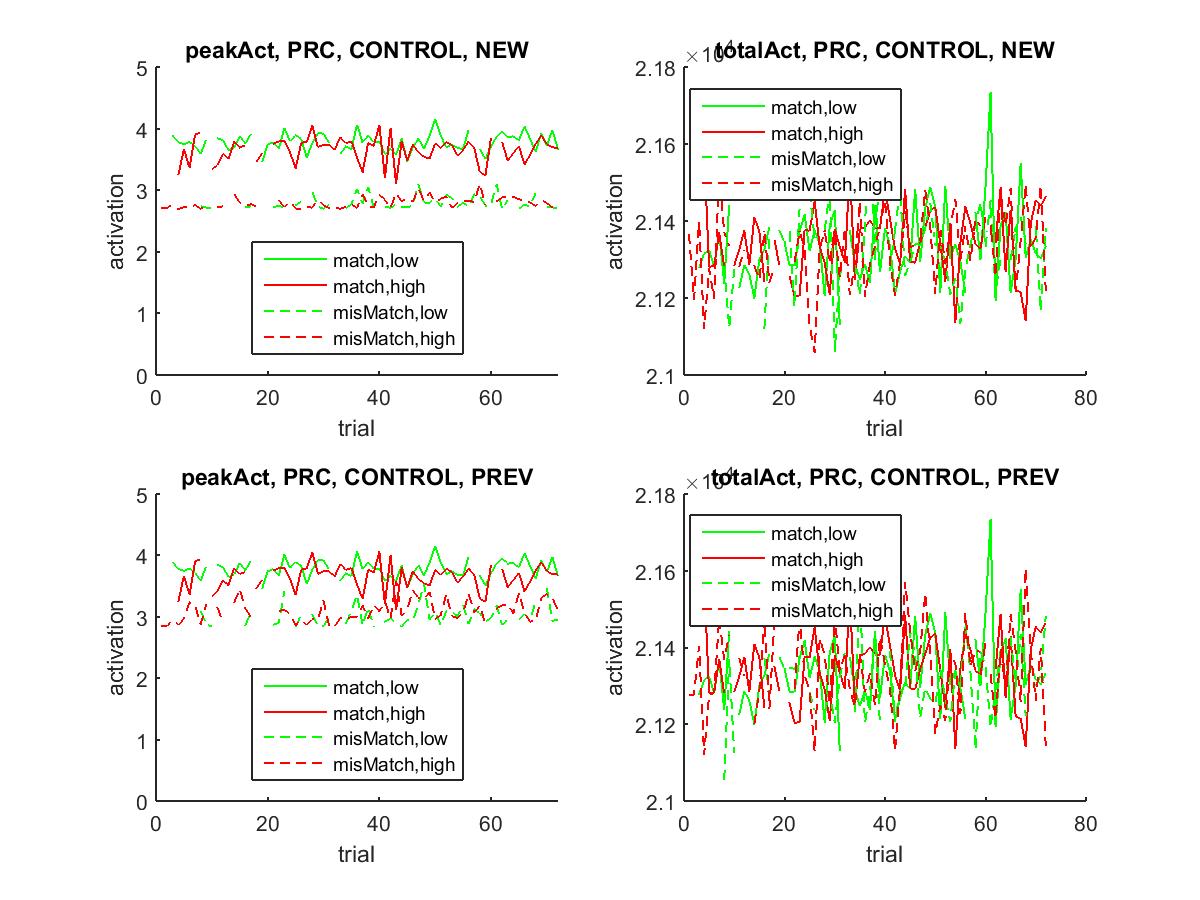 peakAct, PRC, CONTROL, NEW
5
4
3
2
1
0
activation
match,low
match,high
misMatch,low
misMatch,high
0 20 40 60
trial
×10⁴
totalAct, PRC, CONTROL, NEW
2.18
2.16
2.14
2.12
2.1
activation
match,low
match,high
misMatch,low
misMatch,high
0 20 40 60 80
trial
peakAct, PRC, CONTROL, PREV
5
4
3
2
1
0
activation
match,low
match,high
misMatch,low
misMatch,high
0 20 40 60
trial
×10⁴
totalAct, PRC, CONTROL, PREV
2.18
2.16
2.14
2.12
2.1
activation
match,low
match,high
misMatch,low
misMatch,high
0 20 40 60 80
trial